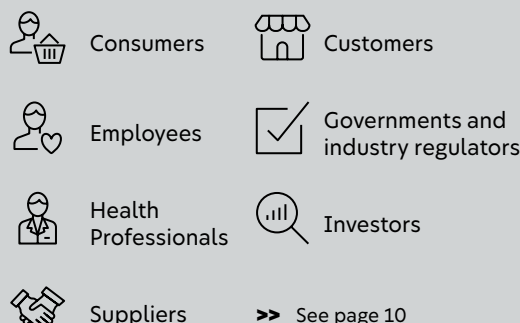 Consumers
Customers
Employees
Governments and
industry regulators
Health
Professionals
Investors
Suppliers
>> See page 10